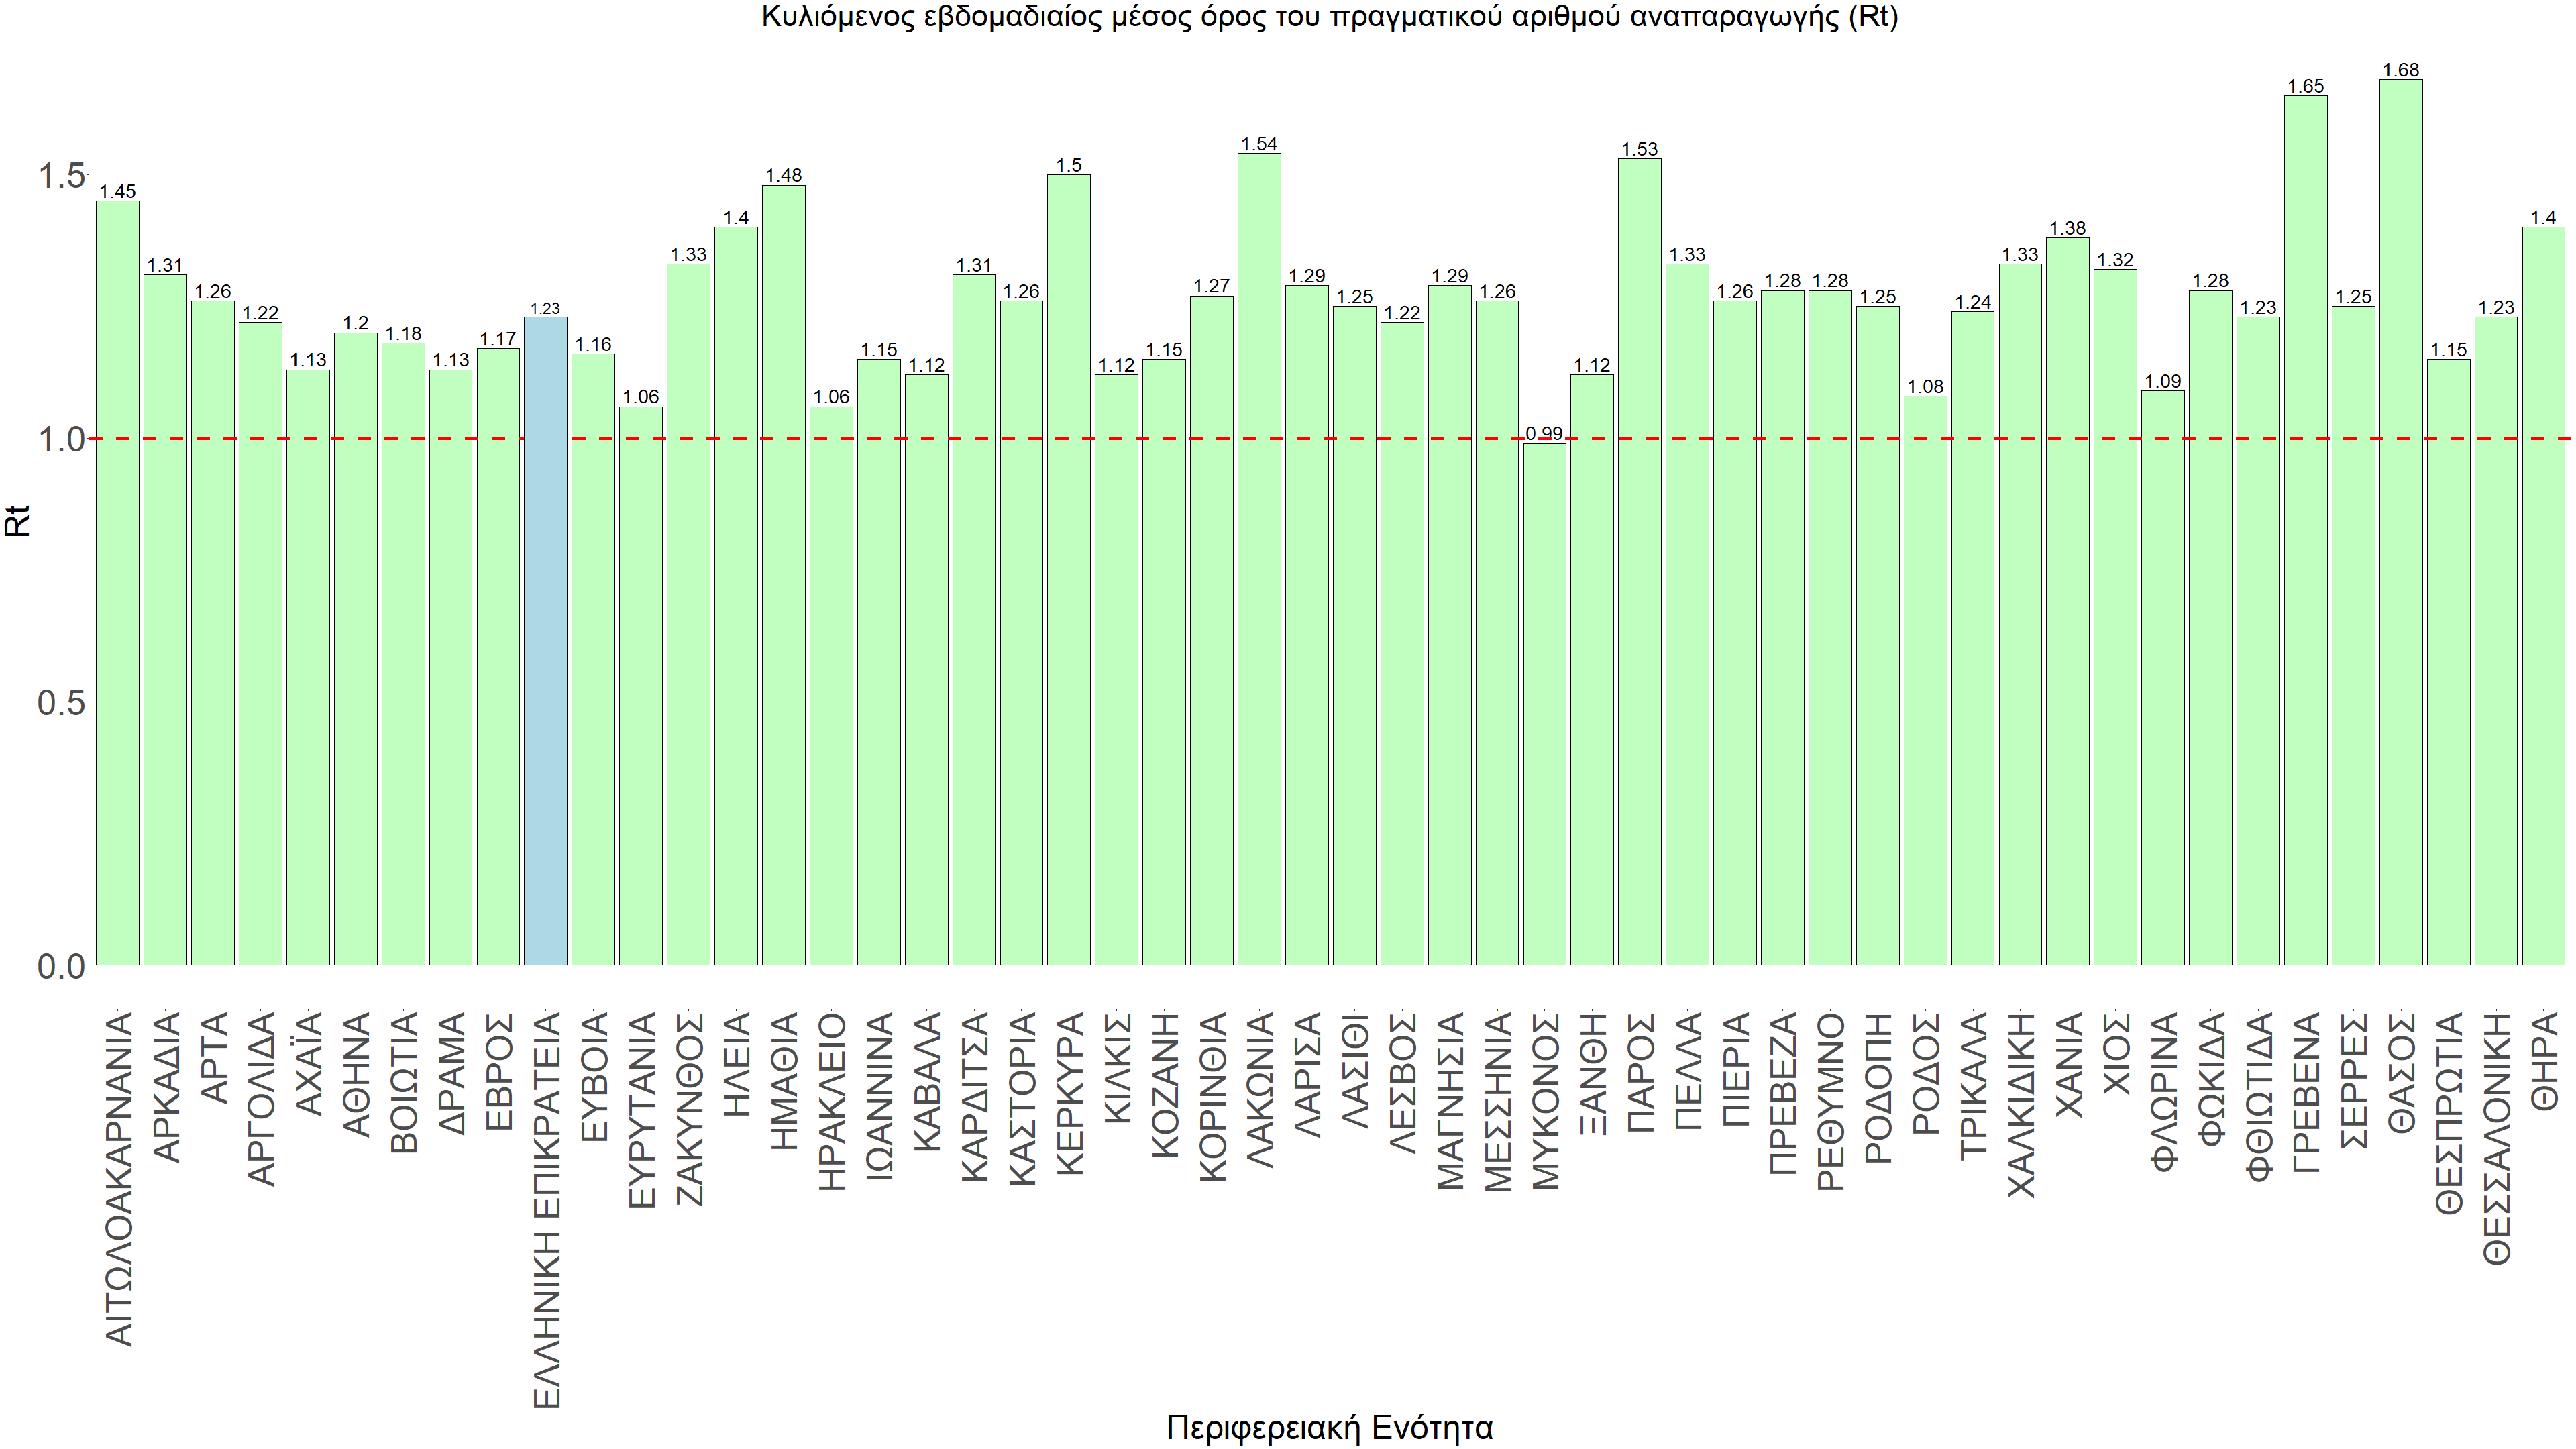 Κυλιόμενος εβδομαδιαίος μέσος όρος του πραγματικού αριθμού αναπαραγωγής (Rt)
1.45
1.31
1.26
1.22
1.13
1.2
1.18
1.13
1.17
1.23
1.16
1.06
1.33
1.4
1.48
1.06
1.15
1.12
1.31
1.26
1.5
1.12
1.15
1.27
1.54
1.29
1.25
1.22
1.29
1.26
0.99
1.12
1.53
1.33
1.26
1.28
1.28
1.25
1.08
1.24
1.33
1.38
1.32
1.09
1.28
1.23
1.65
1.25
1.68
1.15
1.23
1.4
1.5
1.0
0.5
0.0
Rt
ΑΙΤΩΛΟΑΚΑΡΝΑΝΙΑ
ΑΡΚΑΔΙΑ
ΑΡΤΑ
ΑΡΓΟΛΙΔΑ
ΑΧΑΪΑ
ΑΘΗΝΑ
ΒΟΙΩΤΙΑ
ΔΡΑΜΑ
ΕΒΡΟΣ
ΕΛΛΗΝΙΚΗ ΕΠΙΚΡΑΤΕΙΑ
ΕΥΒΟΙΑ
ΕΥΡΥΤΑΝΙΑ
ΖΑΚΥΝΘΟΣ
ΗΛΕΙΑ
ΗΜΑΘΙΑ
ΗΡΑΚΛΕΙΟ
ΙΩΑΝΝΙΝΑ
ΚΑΒΑΛΑ
ΚΑΡΔΙΤΣΑ
ΚΑΣΤΟΡΙΑ
ΚΕΡΚΥΡΑ
ΚΙΛΚΙΣ
ΚΟΖΑΝΗ
ΚΟΡΙΝΘΙΑ
ΛΑΚΩΝΙΑ
ΛΑΡΙΣΑ
ΛΑΣΙΘΙ
ΛΕΣΒΟΣ
ΜΑΓΝΗΣΙΑ
ΜΕΣΣΗΝΙΑ
ΜΥΚΟΝΟΣ
ΞΑΝΘΗ
ΠΑΡΟΣ
ΠΕΛΛΑ
ΠΙΕΡΙΑ
ΠΡΕΒΕΖΑ
ΡΕΘΥΜΝΟ
ΡΟΔΟΠΗ
ΡΟΔΟΣ
ΤΡΙΚΑΛΑ
ΧΑΛΚΙΔΙΚΗ
ΧΑΝΙΑ
ΧΙΟΣ
ΦΛΩΡΙΝΑ
ΦΩΚΙΔΑ
ΦΘΙΩΤΙΔΑ
ΓΡΕΒΕΝΑ
ΣΕΡΡΕΣ
ΘΑΣΟΣ
ΘΕΣΠΡΩΤΙΑ
ΘΕΣΣΑΛΟΝΙΚΗ
ΘΗΡΑ
Περιφερειακή Ενότητα